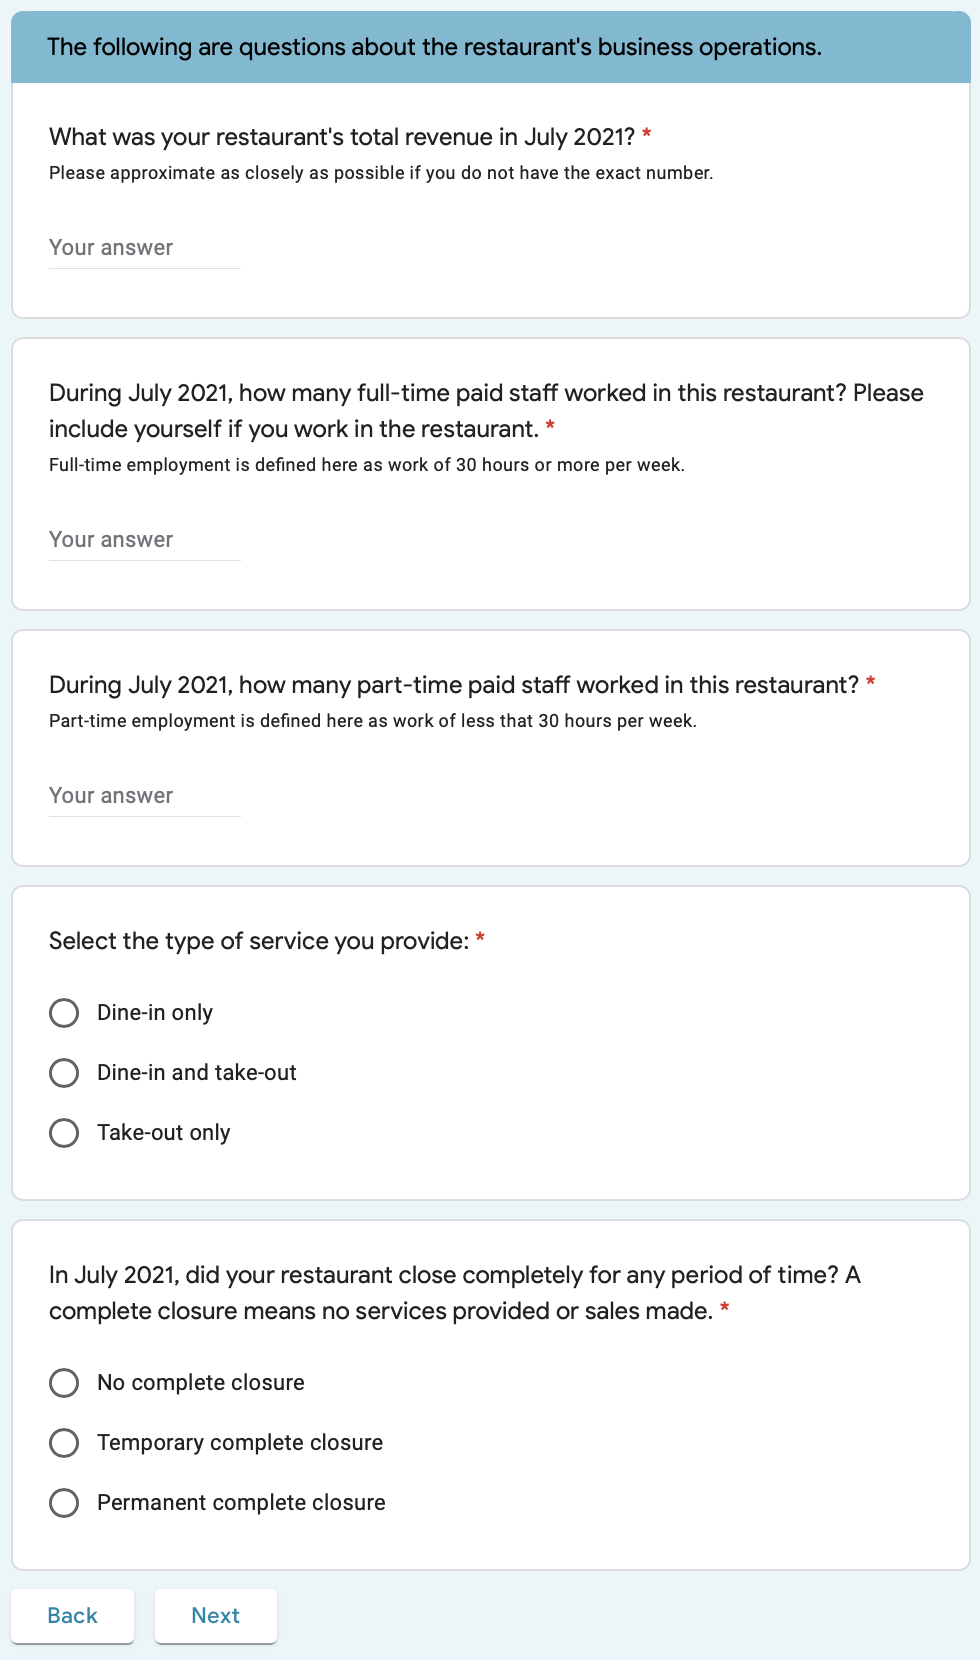 The following are questions about the restaurant's business operations.
What was your restaurant's total revenue in July 2021? *
Please approximate as closely as possible if you do not have the exact number.
Your answer
During July 2021, how many full-time paid staff worked in this restaurant? Please
include yourself if you work in the restaurant. *
Full-time employment is defined here as work of 30 hours or more per week.
Your answer
During July 2021, how many part-time paid staff worked in this restaurant? *
Part-time employment is defined here as work of less that 30 hours per week.
Your answer
Select the type of service you provide: *
Dine-in only
Dine-in and take-out
Take-out only
In July 2021, did your restaurant close completely for any period of time? A
complete closure means no services provided or sales made. *
No complete closure
Temporary complete closure
Permanent complete closure
Back Next